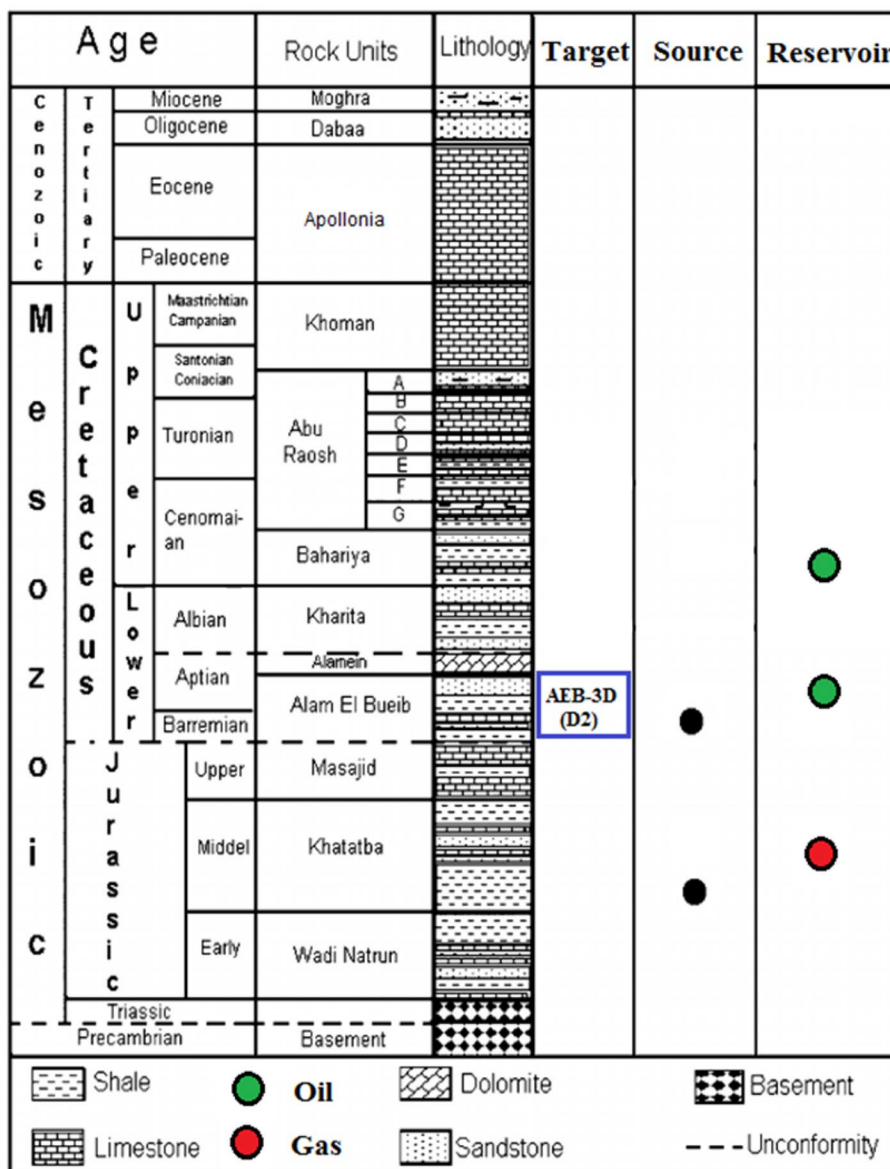 Age
Rock Units
Lithology
Target
Source
Reservoir
Cenozoic
Tertiary
Miocene
Moghra
Oligocene
Dabaa
Eocene
Apollonia
Paleocene
Mesozoic
Cretaceous
Upper
Maastrichtian
Campanian
Khoman
Santonian
Coniacian
Abu
Raosh
A
B
C
D
E
F
G
Turonian
Cenomai-
an
Bahariya
Lower
Albian
Kharita
Aptian
Alamein
Alam El Bueib
AEB-3D
(D2)
Barremian
Jurassic
Upper
Masajid
Middel
Khatatba
Early
Wadi Natrun
Triassic
Precambrian
Basement
Shale
Oil
Dolomite
Basement
Limestone
Gas
Sandstone
Unconformity